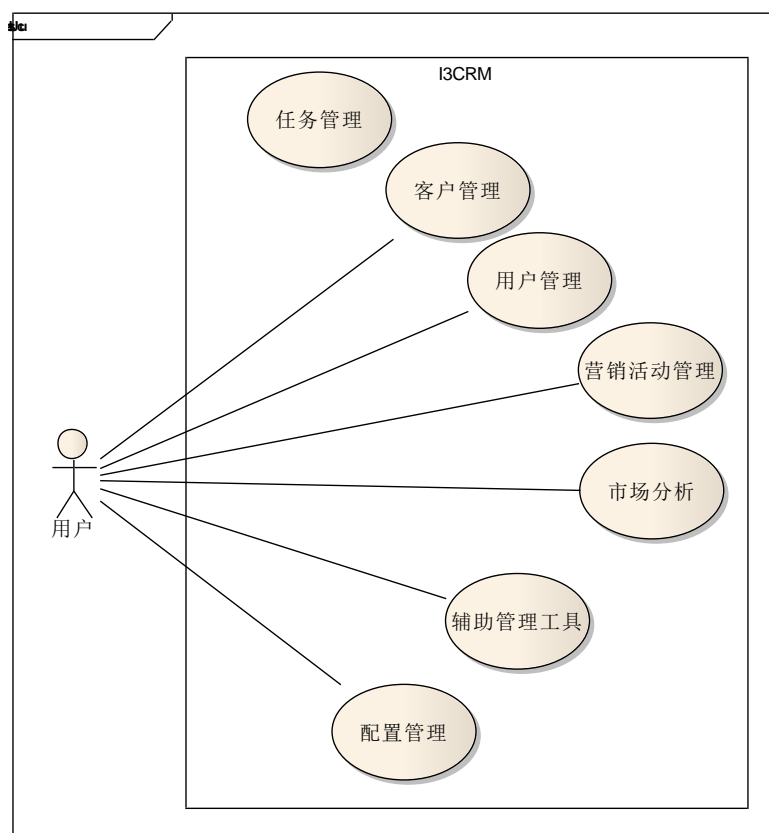 I3CRM
任务管理
客户管理
用户管理
营销活动管理
市场分析
用户
辅助管理工具
配置管理